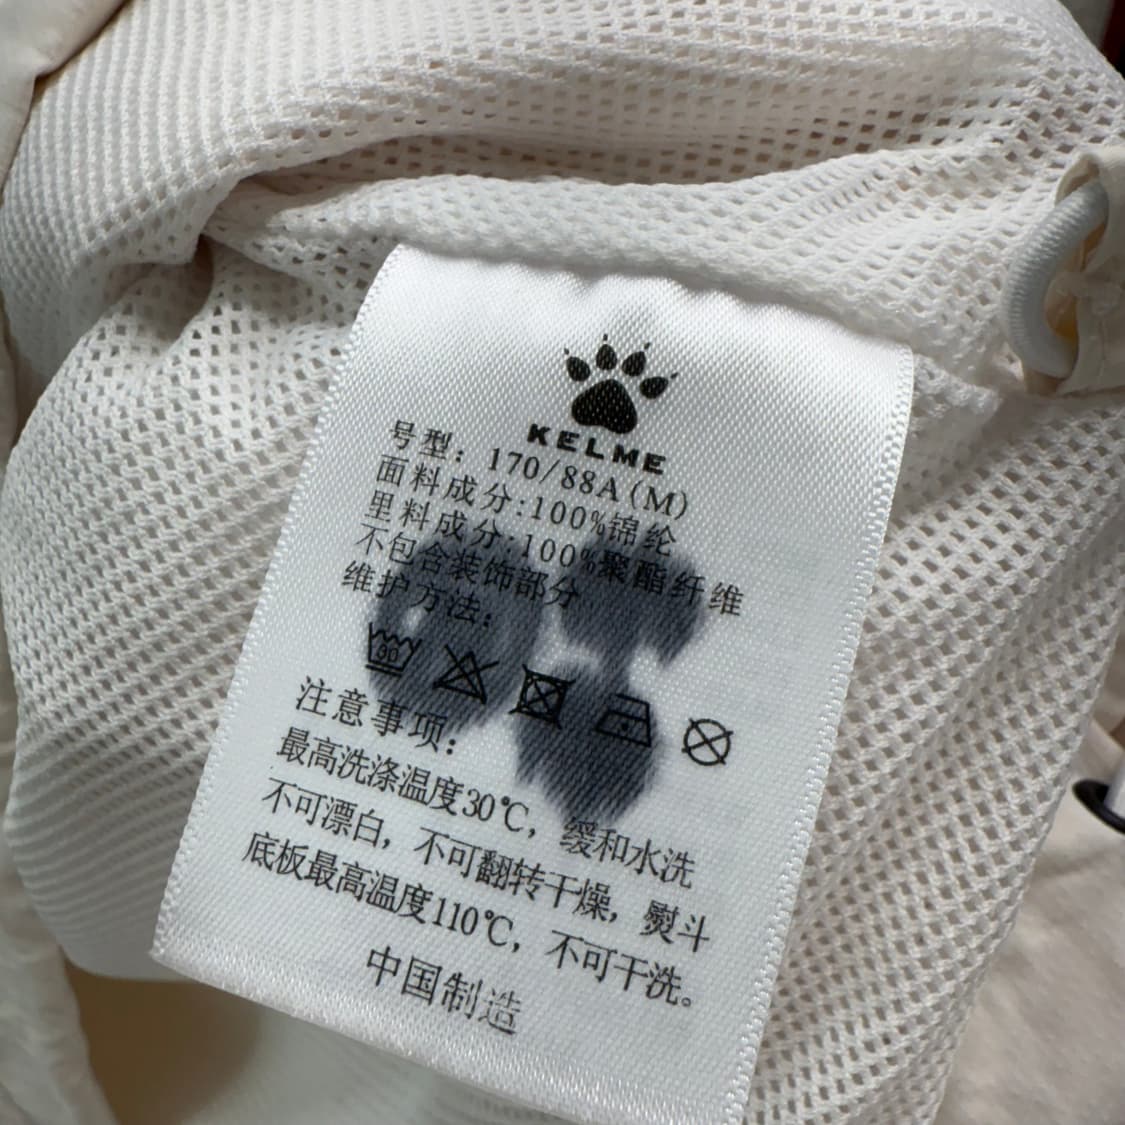 KELME
号型：170/88A(M)
面料成分:100%锦纶
里料成分:100%聚酯纤维
不包含装饰部分
维护方法：
30
注意事项：
最高洗涤温度30℃，缓和水洗
不可漂白，不可翻转干燥，熨斗
底板最高温度110℃，不可干洗。
中国制造